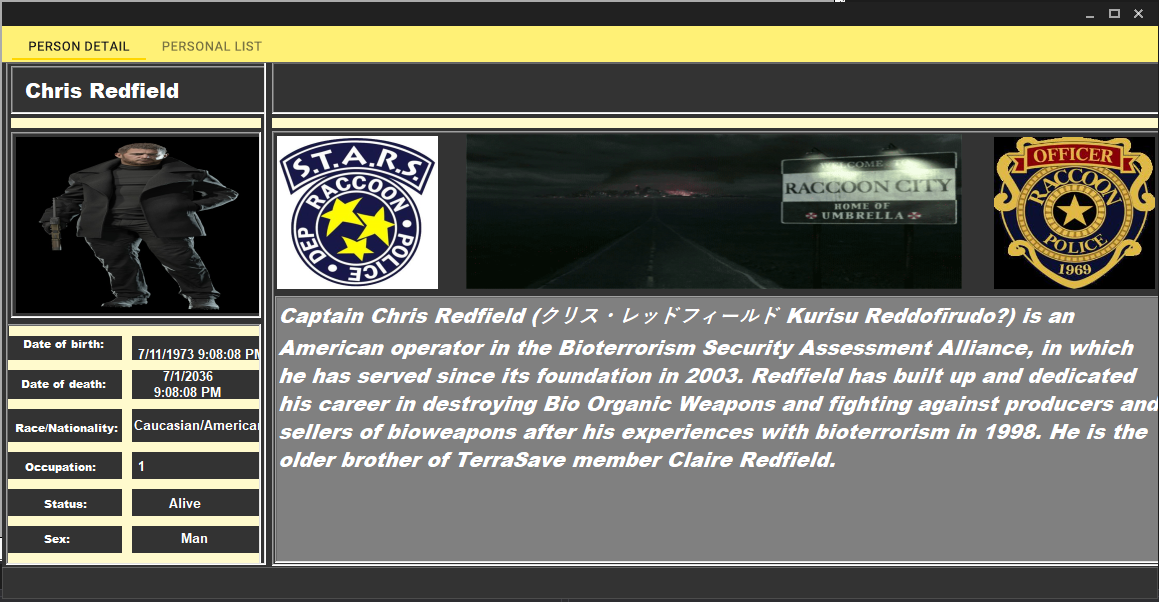 PERSON DETAIL PERSONAL LIST
Chris Redfield
S.T.A.R.S.
RACCOON
POLICE
DEP
WELCOME
RACCOON CITY
HOME OF
UMBRELLA
OFFICER
RACCOON
POLICE
1969
Date of birth: 7/11/1973 9:08:08 PM
Date of death: 7/1/2036
9:08:08 PM
Race/Nationality: Caucasian/American
Occupation: 1
Status: Alive
Sex: Man
Captain Chris Redfield (クリス・レッドフィールド Kurisu Reddofirudo?) is an
American operator in the Bioterrorism Security Assessment Alliance, in which
he has served since its foundation in 2003. Redfield has built up and dedicated
his career in destroying Bio Organic Weapons and fighting against producers and
sellers of bioweapons after his experiences with bioterrorism in 1998. He is the
older brother of TerraSave member Claire Redfield.